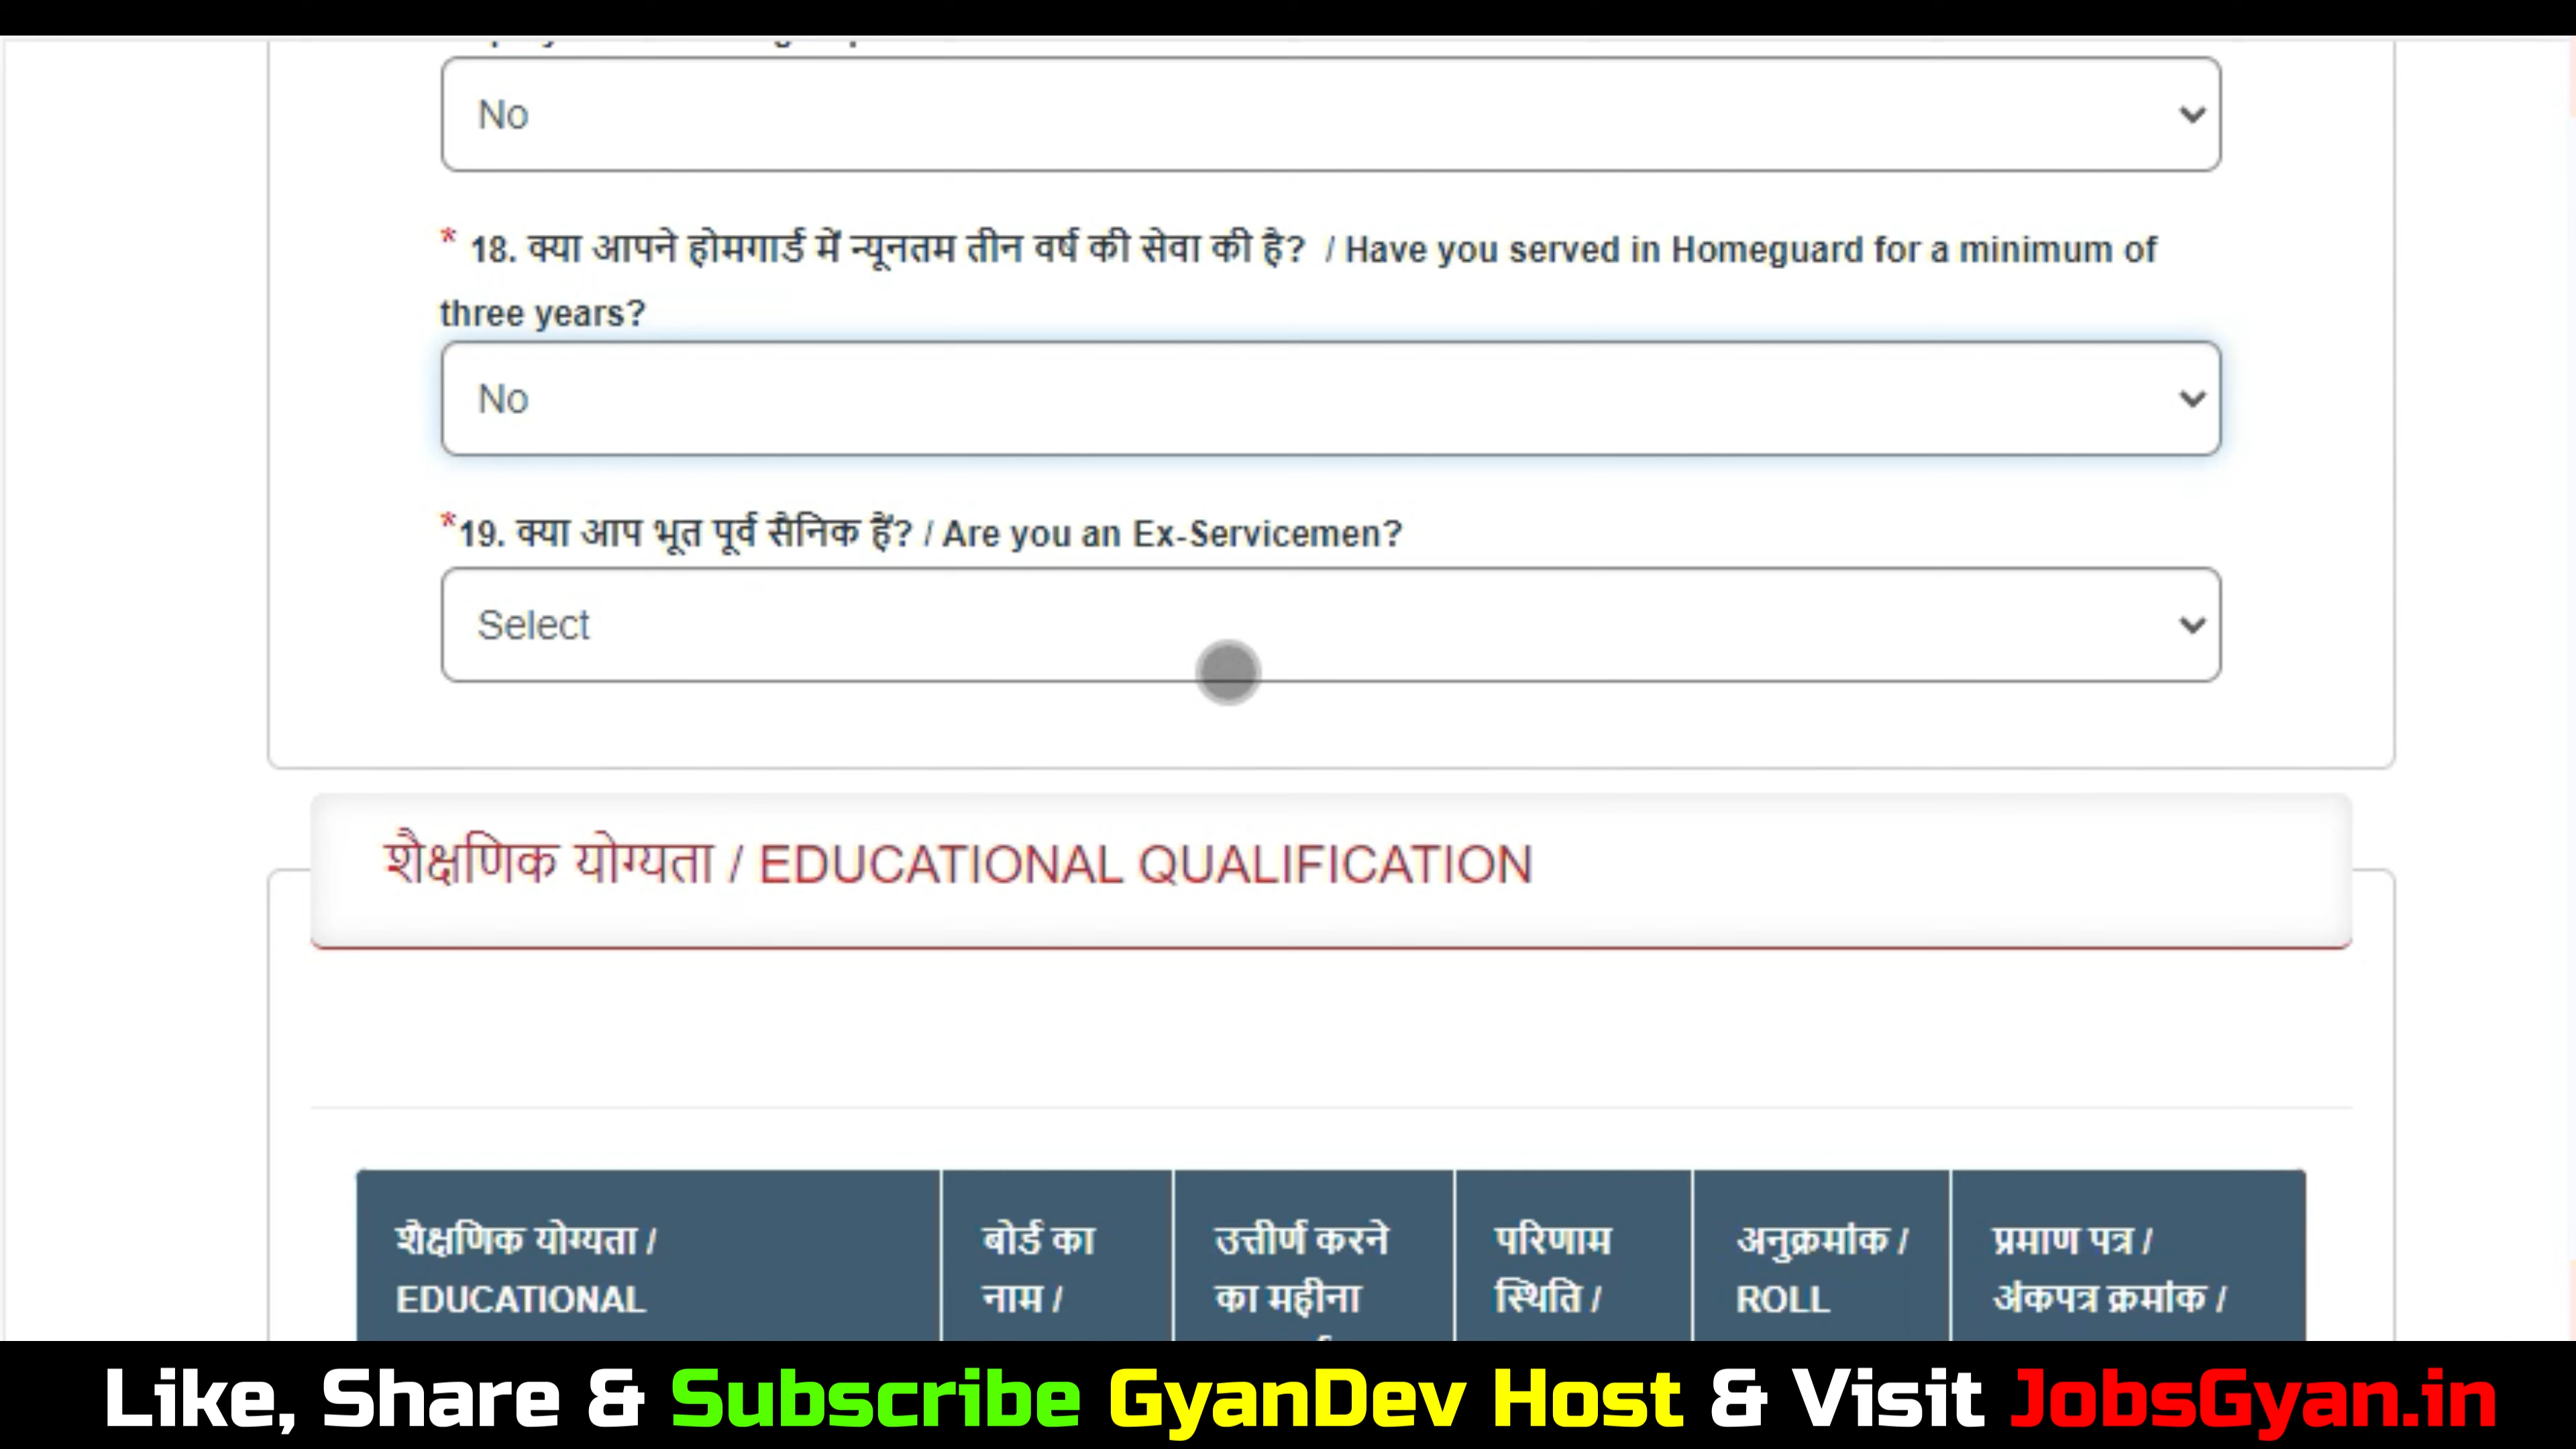 No
* 18. क्या आपने होमगार्ड में न्यूनतम तीन वर्ष की सेवा की है? / Have you served in Homeguard for a minimum of
three years?
No
*19. क्या आप भूत पूर्व सैनिक हैं? / Are you an Ex-Servicemen?
Select
शैक्षणिक योग्यता / EDUCATIONAL QUALIFICATION
शैक्षणिक योग्यता / बोर्ड का उत्तीर्ण करने परिणाम अनुक्रमांक / प्रमाण पत्र /
EDUCATIONAL नाम / का महीना स्थिति / ROLL अंकपत्र क्रमांक /
Like, Share & Subscribe GyanDev Host & Visit JobsGyan.in